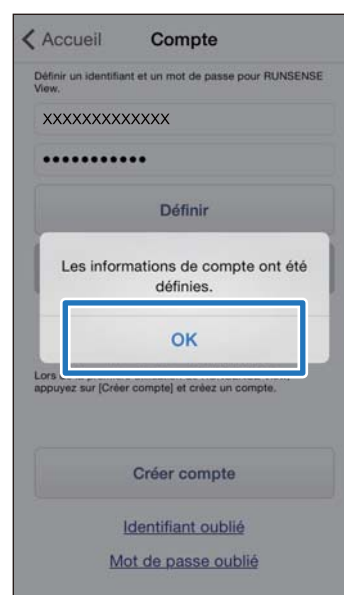 Accueil Compte
Définir un identifiant et un mot de passe pour RUNSENSE
View.
XXXXXXXXXXXXX
•••••••••••
Définir
Les informations de compte ont été
définies.
OK
appuyez sur [Créer compte] et créez un compte.
Créer compte
Identifiant oublié
Mot de passe oublié